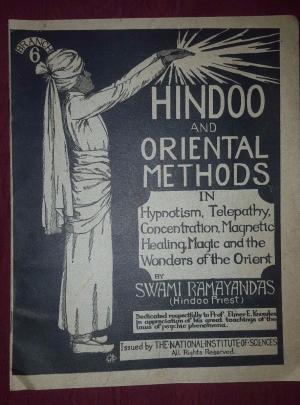 BRANCH
6
HINDOO
AND
ORIENTAL
METHODS
IN
Hypnotism, Telepathy,
Concentration, Magnetic
Healing, Magic and the
Wonders of the Orient
BY
SWAMI RAMAYANDAS
(Hindoo Priest)
Dedicated respectfully to Prof. Elmer E. Knowles
in appreciation of his great teachings of the
laws of psychic phenomena.
Issued by THE NATIONAL INSTITUTE OF SCIENCES
All Rights Reserved.